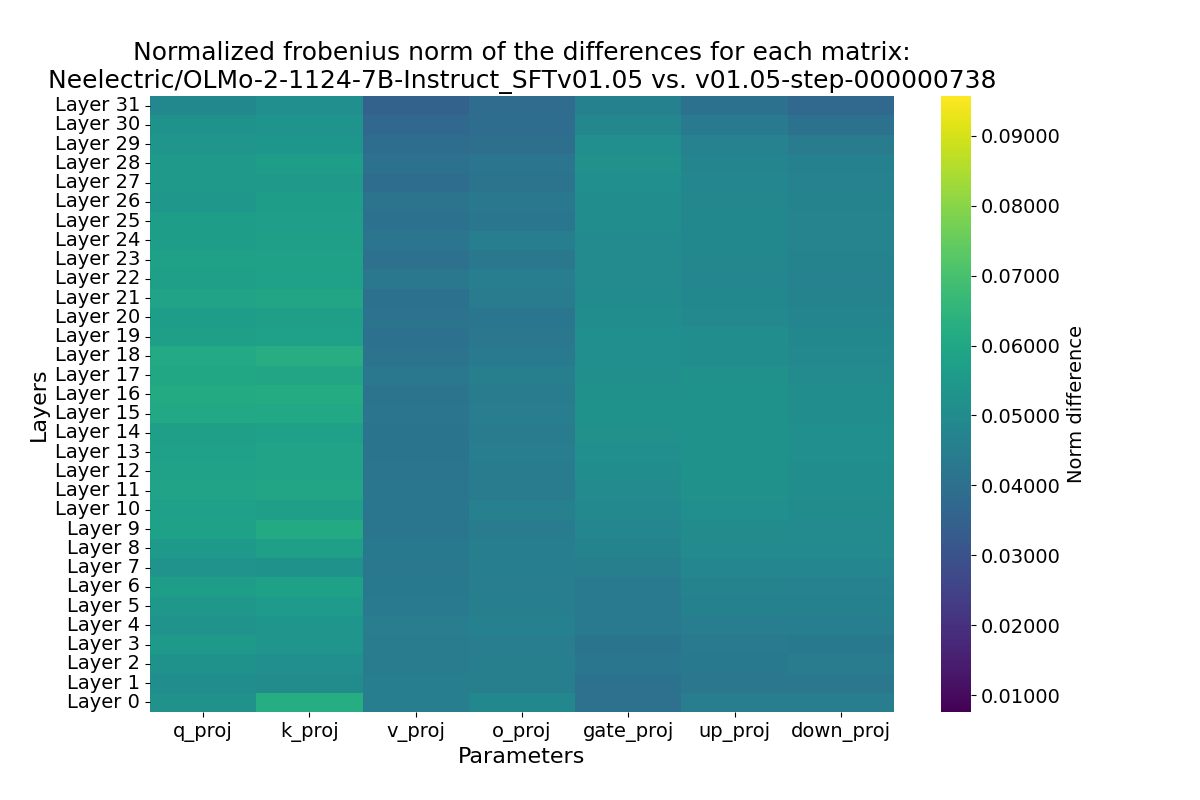 Normalized frobenius norm of the differences for each matrix:
Neelectric/OLMo-2-1124-7B-Instruct_SFTv01.05 vs. v01.05-step-000000738
Layers
Layer 31
Layer 30
Layer 29
Layer 28
Layer 27
Layer 26
Layer 25
Layer 24
Layer 23
Layer 22
Layer 21
Layer 20
Layer 19
Layer 18
Layer 17
Layer 16
Layer 15
Layer 14
Layer 13
Layer 12
Layer 11
Layer 10
Layer 9
Layer 8
Layer 7
Layer 6
Layer 5
Layer 4
Layer 3
Layer 2
Layer 1
Layer 0
q_proj k_proj v_proj o_proj gate_proj up_proj down_proj
Parameters
0.09000
0.08000
0.07000
0.06000
0.05000
0.04000
0.03000
0.02000
0.01000
Norm difference